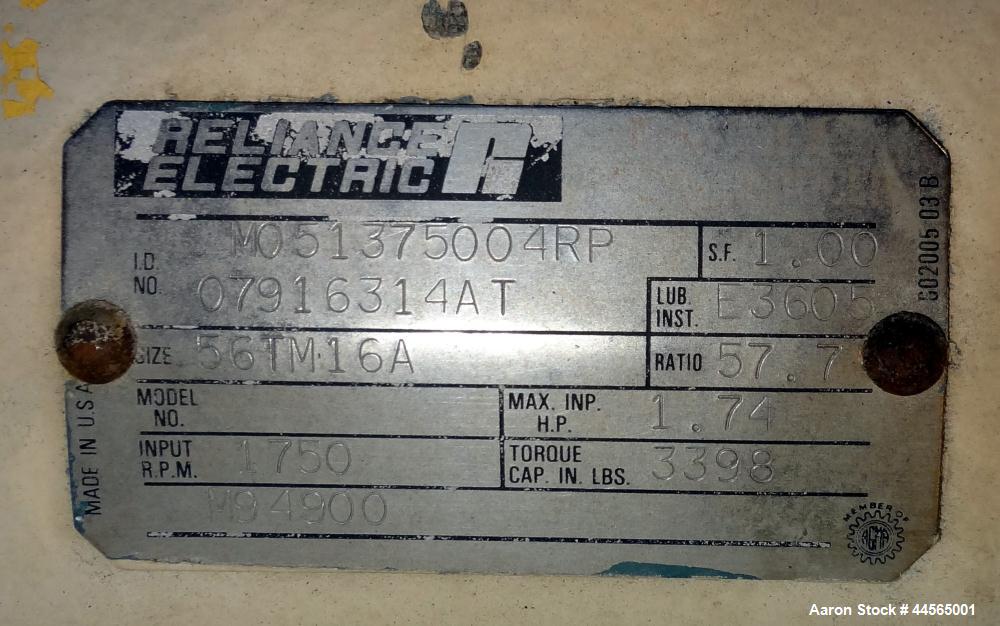 RELIANCE
ELECTRIC R
I.D.
NO.
M051375004RP
07916314AT
S.F. 1.00
LUB.
INST. E3605
SIZE 56TM16A
RATIO 57.7
MODEL
NO.
MAX. INP.
H.P. 1.74
INPUT
R.P.M. 1750
TORQUE
CAP. IN. LBS. 3398
M94900
MADE IN U.S.A
602005 03 B
MEMBER OF
AGMA
Aaron Stock # 44565001